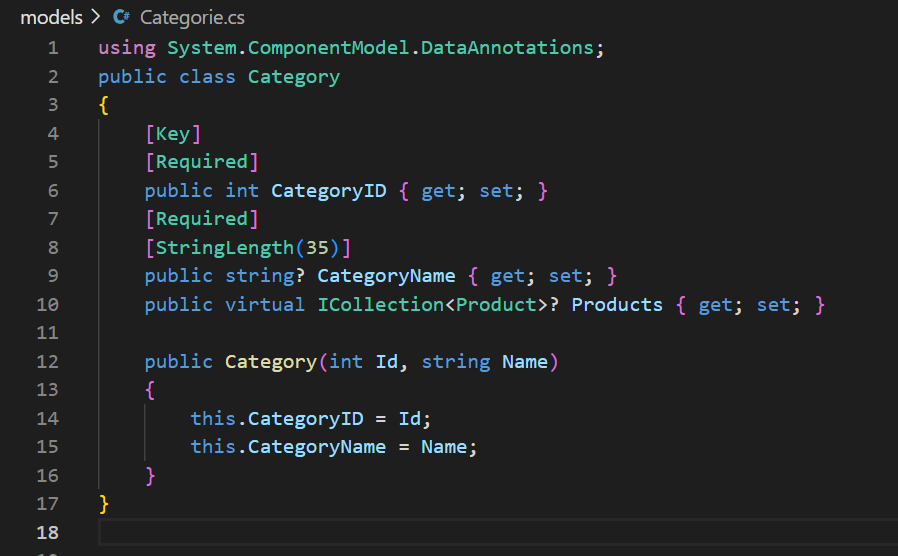 models > C# Categorie.cs
1 using System.ComponentModel.DataAnnotations;
2 public class Category
3 {
4     [Key]
5     [Required]
6     public int CategoryID { get; set; }
7     [Required]
8     [StringLength(35)]
9     public string? CategoryName { get; set; }
10     public virtual ICollection<Product>? Products { get; set; }
11
12     public Category(int Id, string Name)
13     {
14         this.CategoryID = Id;
15         this.CategoryName = Name;
16     }
17 }
18